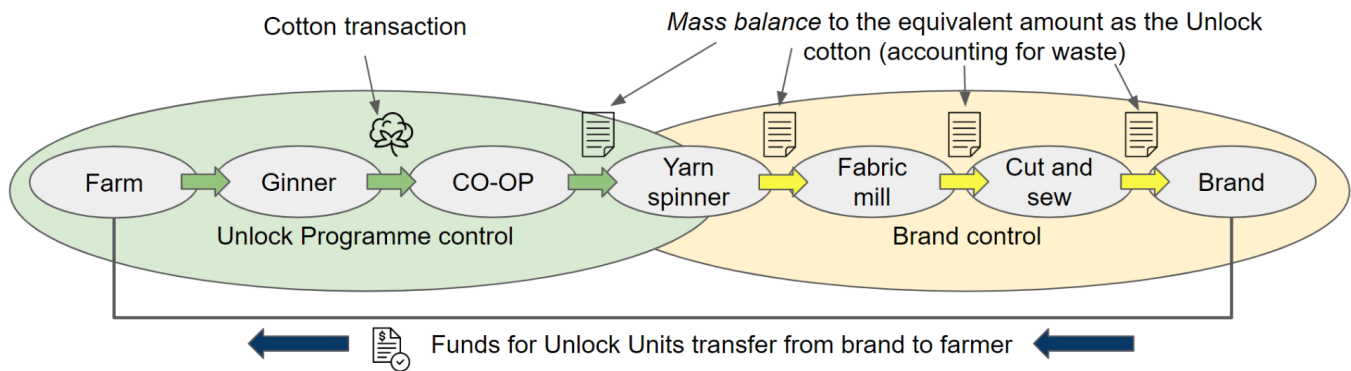 Cotton transaction
Mass balance to the equivalent amount as the Unlock
cotton (accounting for waste)
Farm
Ginner
CO-OP
Yarn
spinner
Fabric
mill
Cut and
sew
Brand
Unlock Programme control
Brand control
$
Funds for Unlock Units transfer from brand to farmer